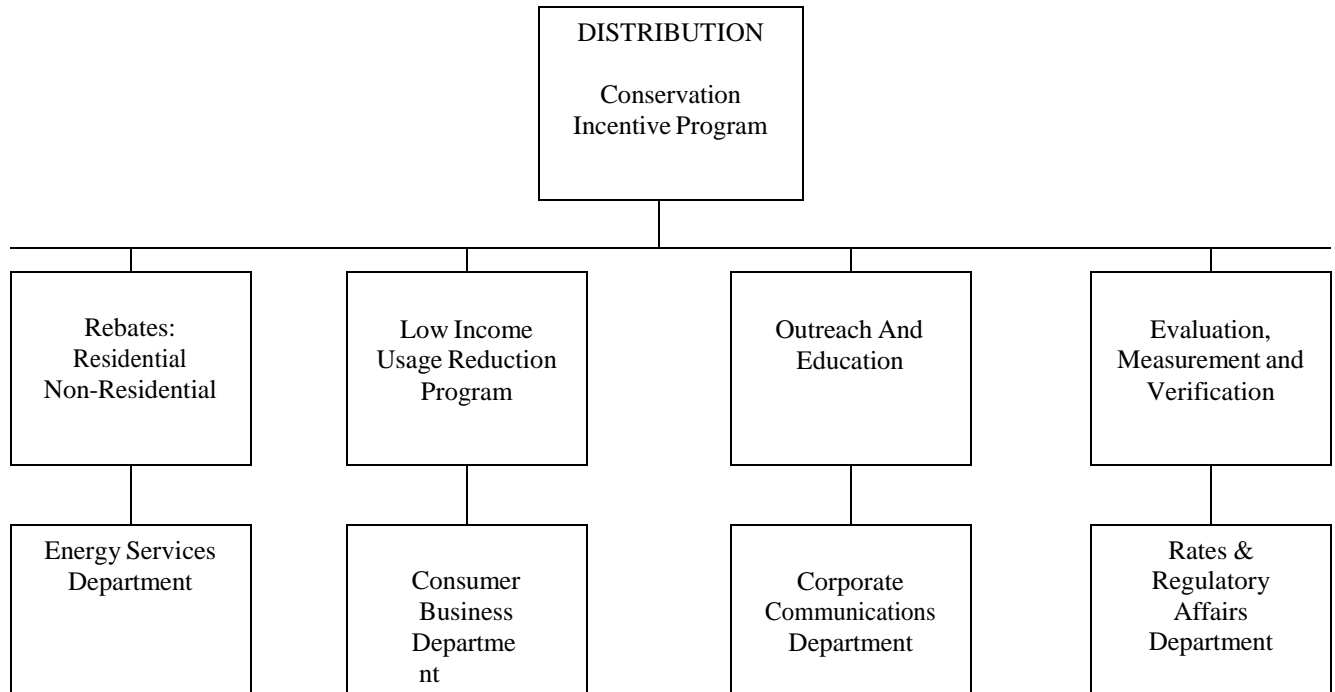 DISTRIBUTION
Conservation
Incentive Program
Rebates:
Residential
Non-Residential
Low Income
Usage Reduction
Program
Outreach And
Education
Evaluation,
Measurement and
Verification
Energy Services
Department
Consumer
Business
Departme
nt
Corporate
Communications
Department
Rates &
Regulatory
Affairs
Department